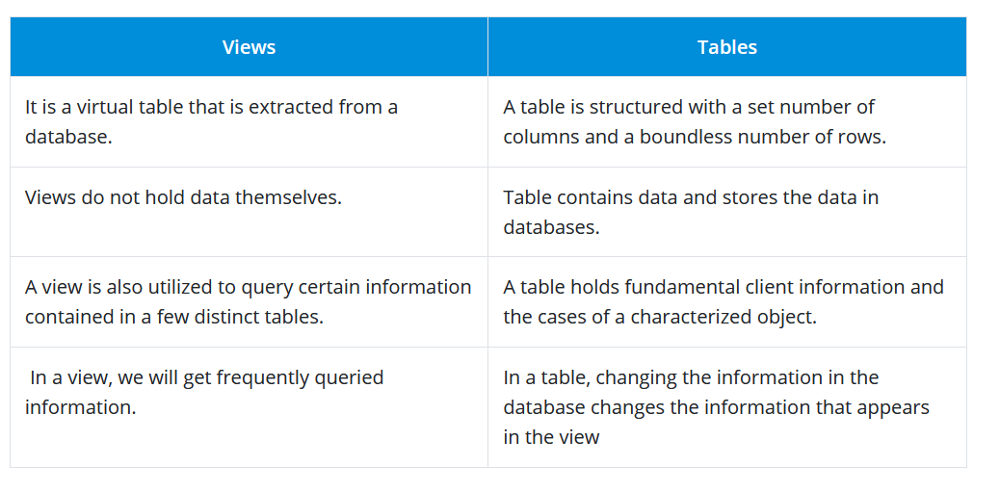 Views
Tables
It is a virtual table that is extracted from a
database.
A table is structured with a set number of
columns and a boundless number of rows.
Views do not hold data themselves.
Table contains data and stores the data in
databases.
A view is also utilized to query certain information
contained in a few distinct tables.
A table holds fundamental client information and
the cases of a characterized object.
In a view, we will get frequently queried
information.
In a table, changing the information in the
database changes the information that appears
in the view